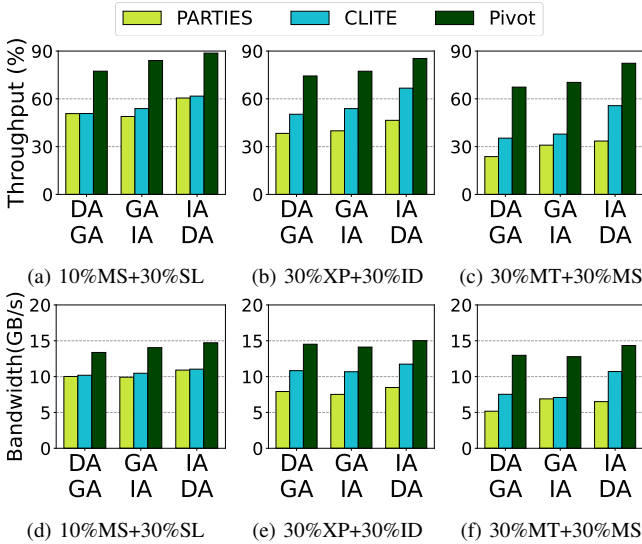 PARTIES CLITE Pivot
Throughput (%)
90
60
30
0
DA GA IA
GA IA DA
(a) 10%MS+30%SL
90
60
30
0
DA GA IA
GA IA DA
(b) 30%XP+30%ID
90
60
30
0
DA GA IA
GA IA DA
(c) 30%MT+30%MS
Bandwidth(GB/s)
20
15
10
5
0
DA GA IA
GA IA DA
(d) 10%MS+30%SL
20
15
10
5
0
DA GA IA
GA IA DA
(e) 30%XP+30%ID
20
15
10
5
0
DA GA IA
GA IA DA
(f) 30%MT+30%MS